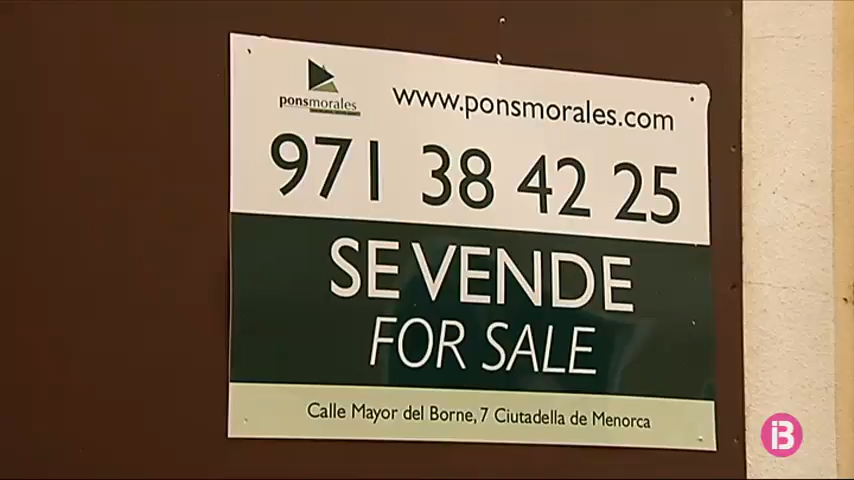 ponsmorales
www.ponsmorales.com
971 38 42 25
SE VENDE
FOR SALE
Calle Mayor del Borne, 7 Ciutadella de Menorca
iB